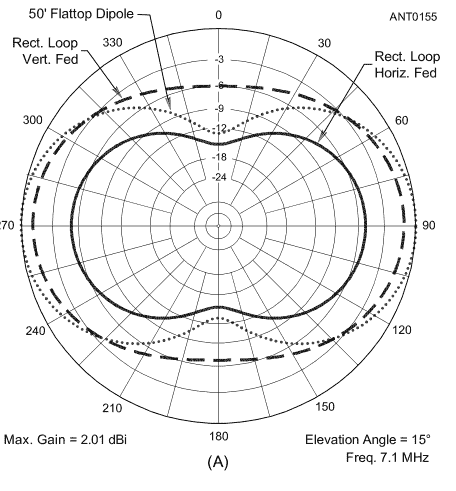 50' Flattop Dipole
0
ANT0155
Rect. Loop
Vert. Fed
330
30
Rect. Loop
Horiz. Fed
-3
-6
-9
-12
-18
-24
300
60
270
90
240
120
210
150
180
Max. Gain = 2.01 dBi
Elevation Angle = 15°
Freq. 7.1 MHz
(A)